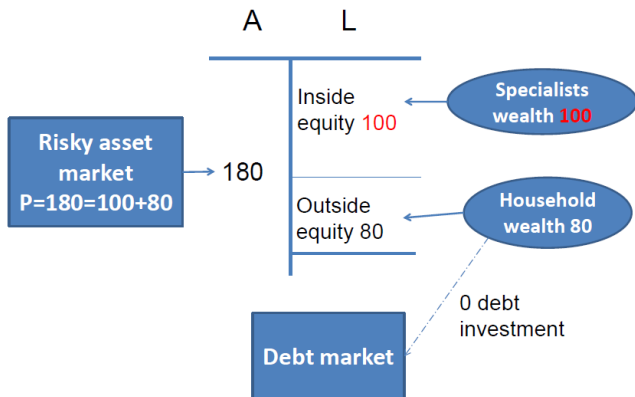 A
L
Inside
equity 100
Specialists
wealth 100
Risky asset
market
P=180=100+80
180
Outside
equity 80
Household
wealth 80
0 debt
investment
Debt market